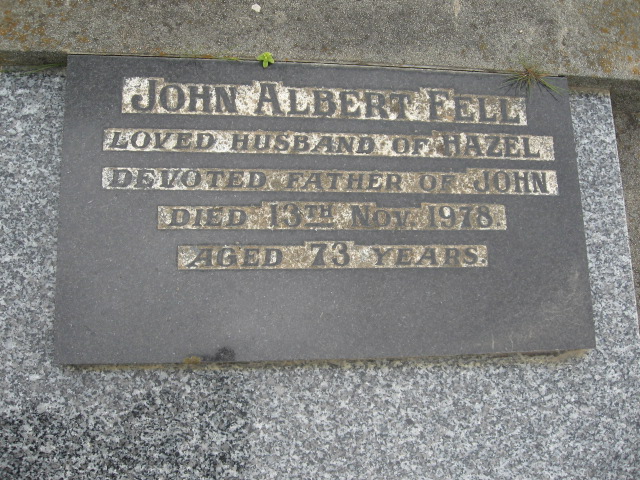 JOHN ALBERT FELL
LOVED HUSBAND OF HAZEL
DEVOTED FATHER OF JOHN
DIED 13TH NOV. 1978.
AGED 73 YEARS.